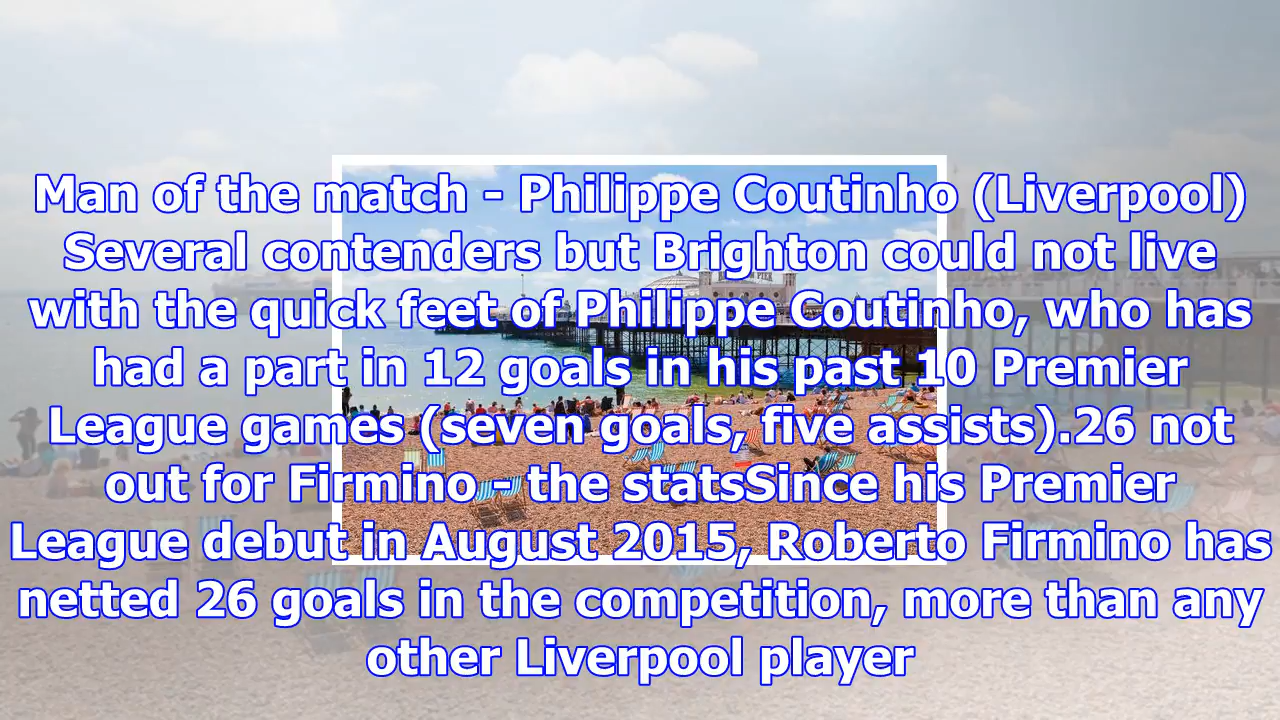 Man of the match - Philippe Coutinho (Liverpool)
Several contenders but Brighton could not live
with the quick feet of Philippe Coutinho, who has
had a part in 12 goals in his past 10 Premier
League games (seven goals, five assists).26 not
out for Firmino - the statsSince his Premier
League debut in August 2015, Roberto Firmino has
netted 26 goals in the competition, more than any
other Liverpool player